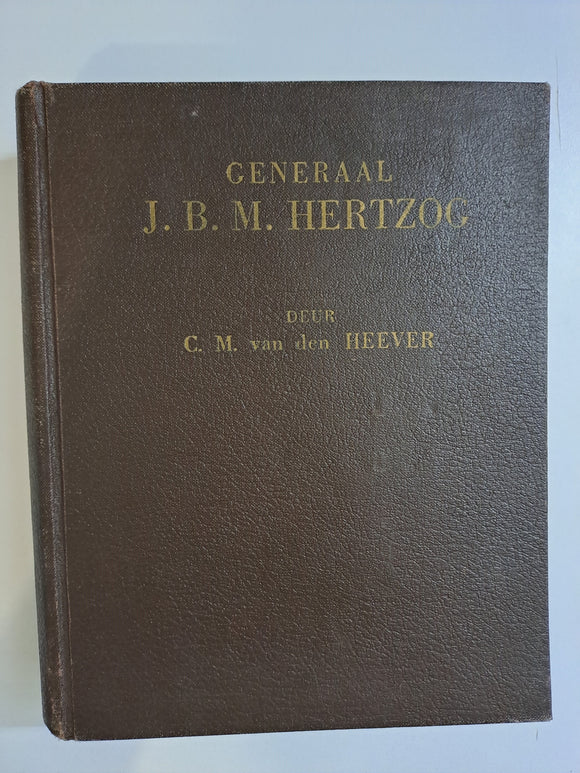 GENERAAL
J. B. M. HERTZOG
DEUR
C. M. van den HEEVER